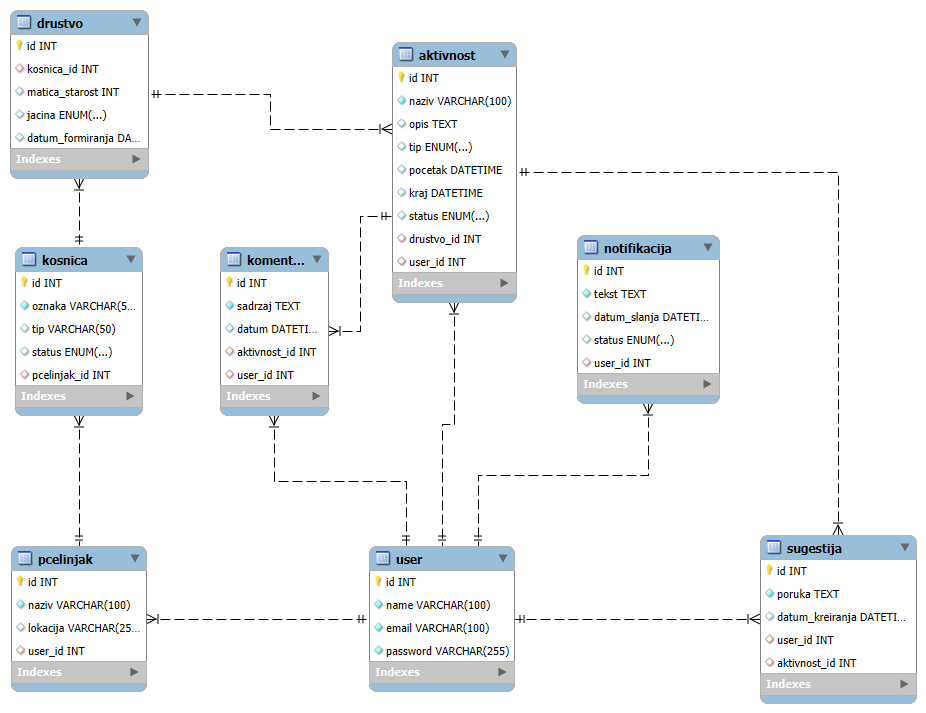 drustvo
id INT
kosnica_id INT
matica_starost INT
jacina ENUM(...)
datum_formiranja DA...
Indexes
aktivnost
id INT
naziv VARCHAR(100)
opis TEXT
tip ENUM(...)
pocetak DATETIME
kraj DATETIME
status ENUM(...)
drustvo_id INT
user_id INT
Indexes
kosnica
id INT
oznaka VARCHAR(5...
tip VARCHAR(50)
status ENUM(...)
pcelinjak_id INT
Indexes
koment...
id INT
sadrzaj TEXT
datum DATETI...
aktivnost_id INT
user_id INT
Indexes
notifikacija
id INT
tekst TEXT
datum_slanja DATETI...
status ENUM(...)
user_id INT
Indexes
pcelinjak
id INT
naziv VARCHAR(100)
lokacija VARCHAR(25...
user_id INT
Indexes
user
id INT
name VARCHAR(100)
email VARCHAR(100)
password VARCHAR(255)
Indexes
sugestija
id INT
poruka TEXT
datum_kreiranja DATETI...
user_id INT
aktivnost_id INT
Indexes